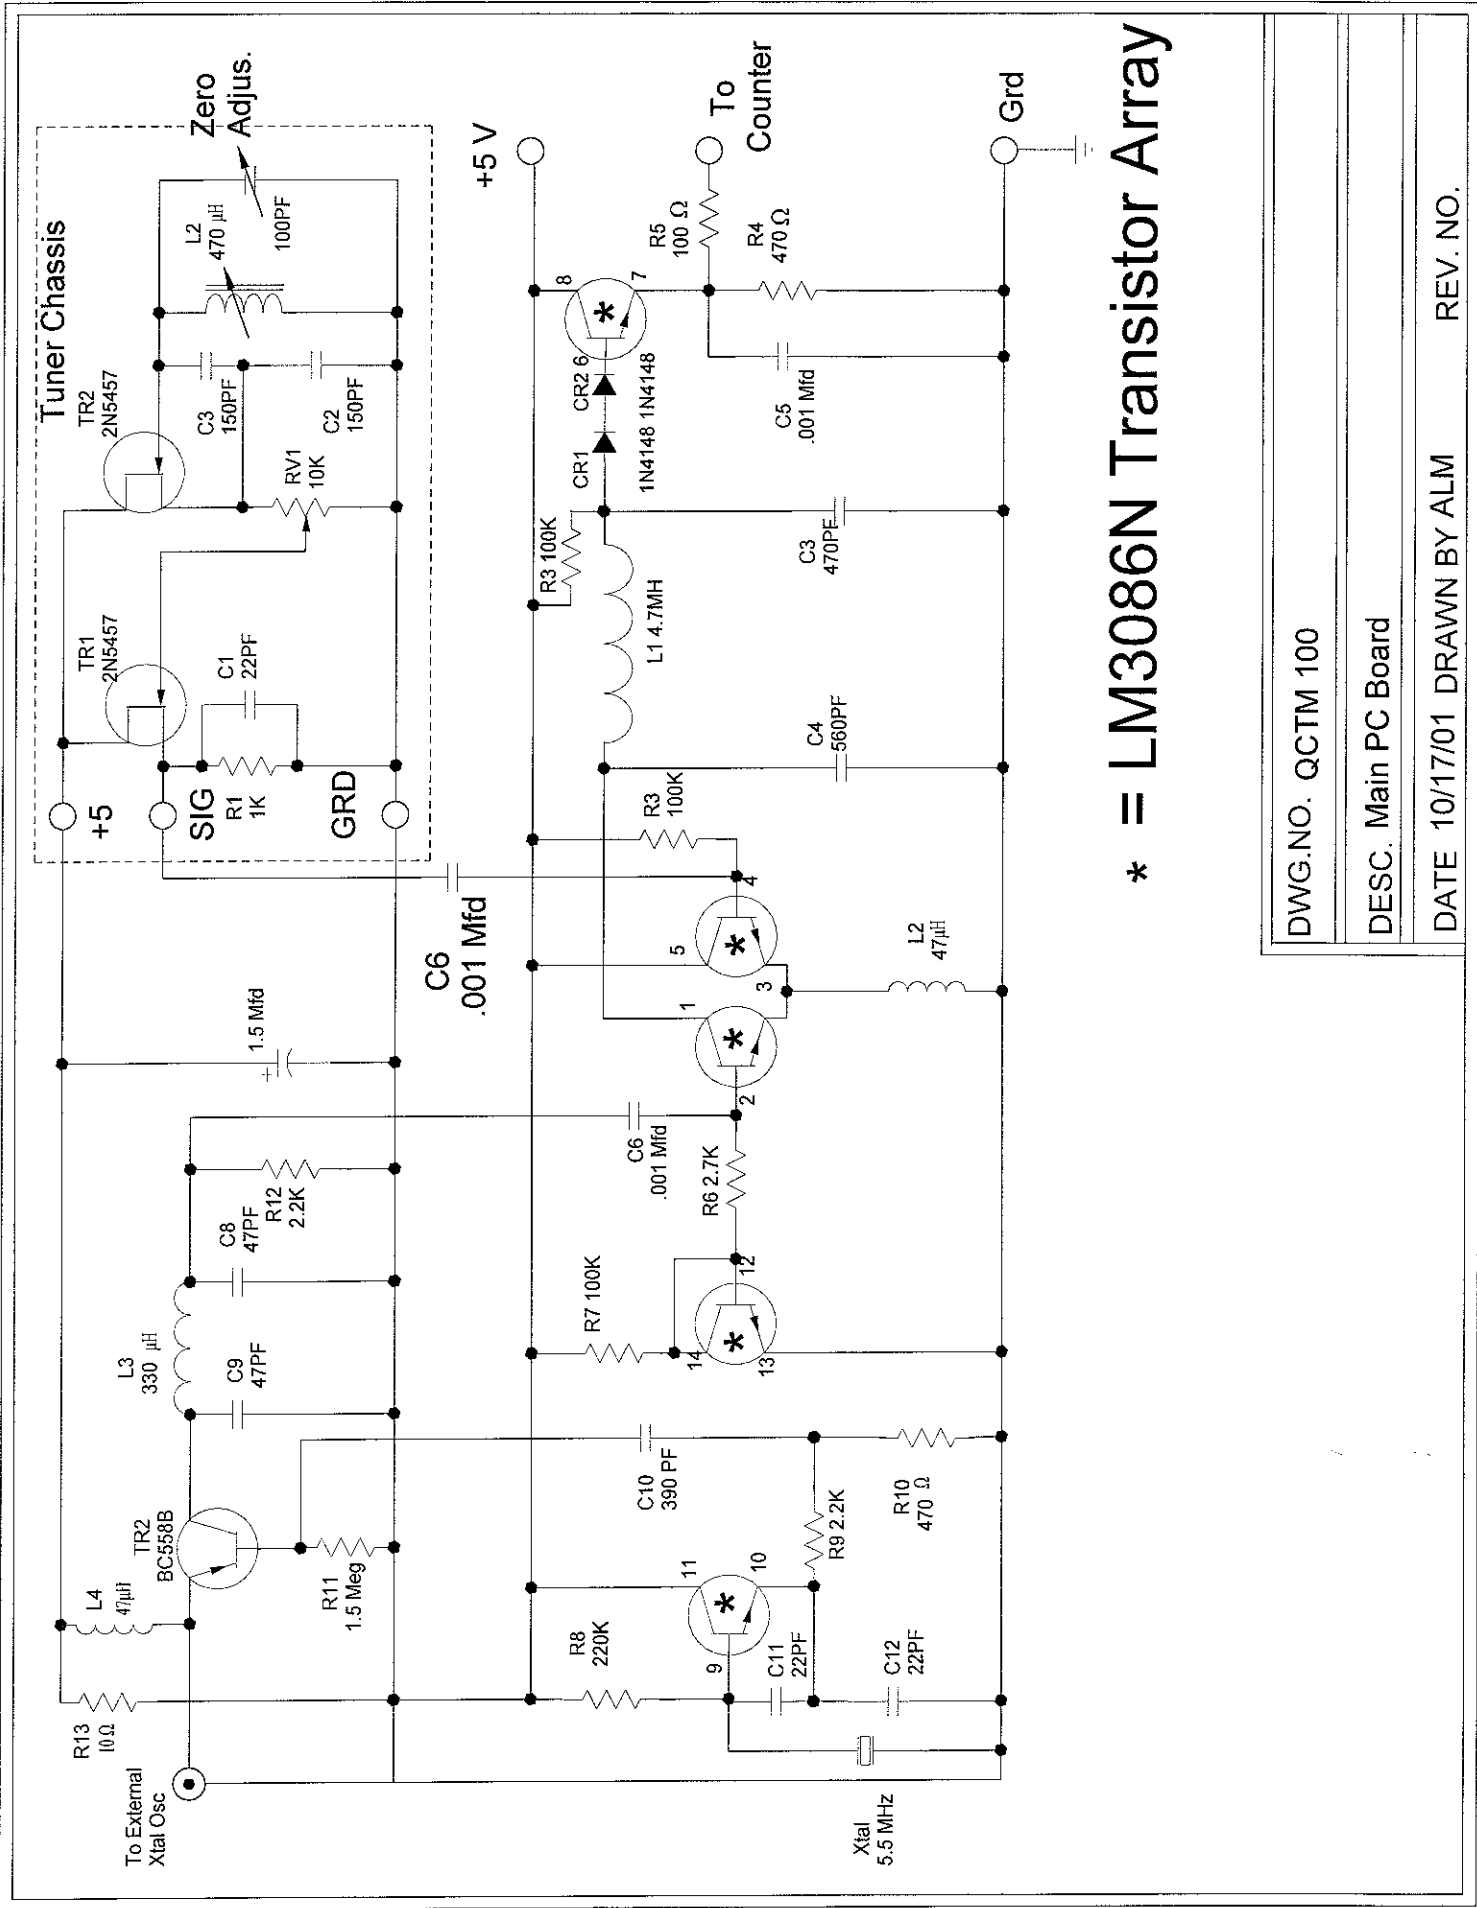 Tuner Chassis
TR1
2N5457
TR2
2N5457
Zero
Adjus.
L2
470 µH
100PF
C3
150PF
C2
150PF
RV1
10K
C1
22PF
R1
1K
+5
SIG
GRD
1.5 Mfd
+
C6
.001 Mfd
To External
Xtal Osc
R13
10Ω
L4
47µH
TR2
BC558B
R11
1.5 Meg
L3
330 µH
C9
47PF
C8
47PF
R12
2.2K
+5 V
R8
220K
C10
390 PF
R7 100K
C6
.001 Mfd
R6 2.7K
R3
100K
R3 100K
L1 4.7MH
CR1
1N4148
CR2
1N4148
6
8
7
*
R5
100 Ω
To
Counter
R4
470 Ω
C5
.001 Mfd
C3
470PF
C4
560PF
9
11
10
*
C11
22PF
C12
22PF
R9 2.2K
R10
470 Ω
14
12
13
*
2
1
*
3
5
4
*
L2
47µH
Xtal
5.5 MHz
Grd
* = LM3086N Transistor Array
DWG.NO. QCTM 100
DESC. Main PC Board
DATE 10/17/01 DRAWN BY ALM REV. NO.